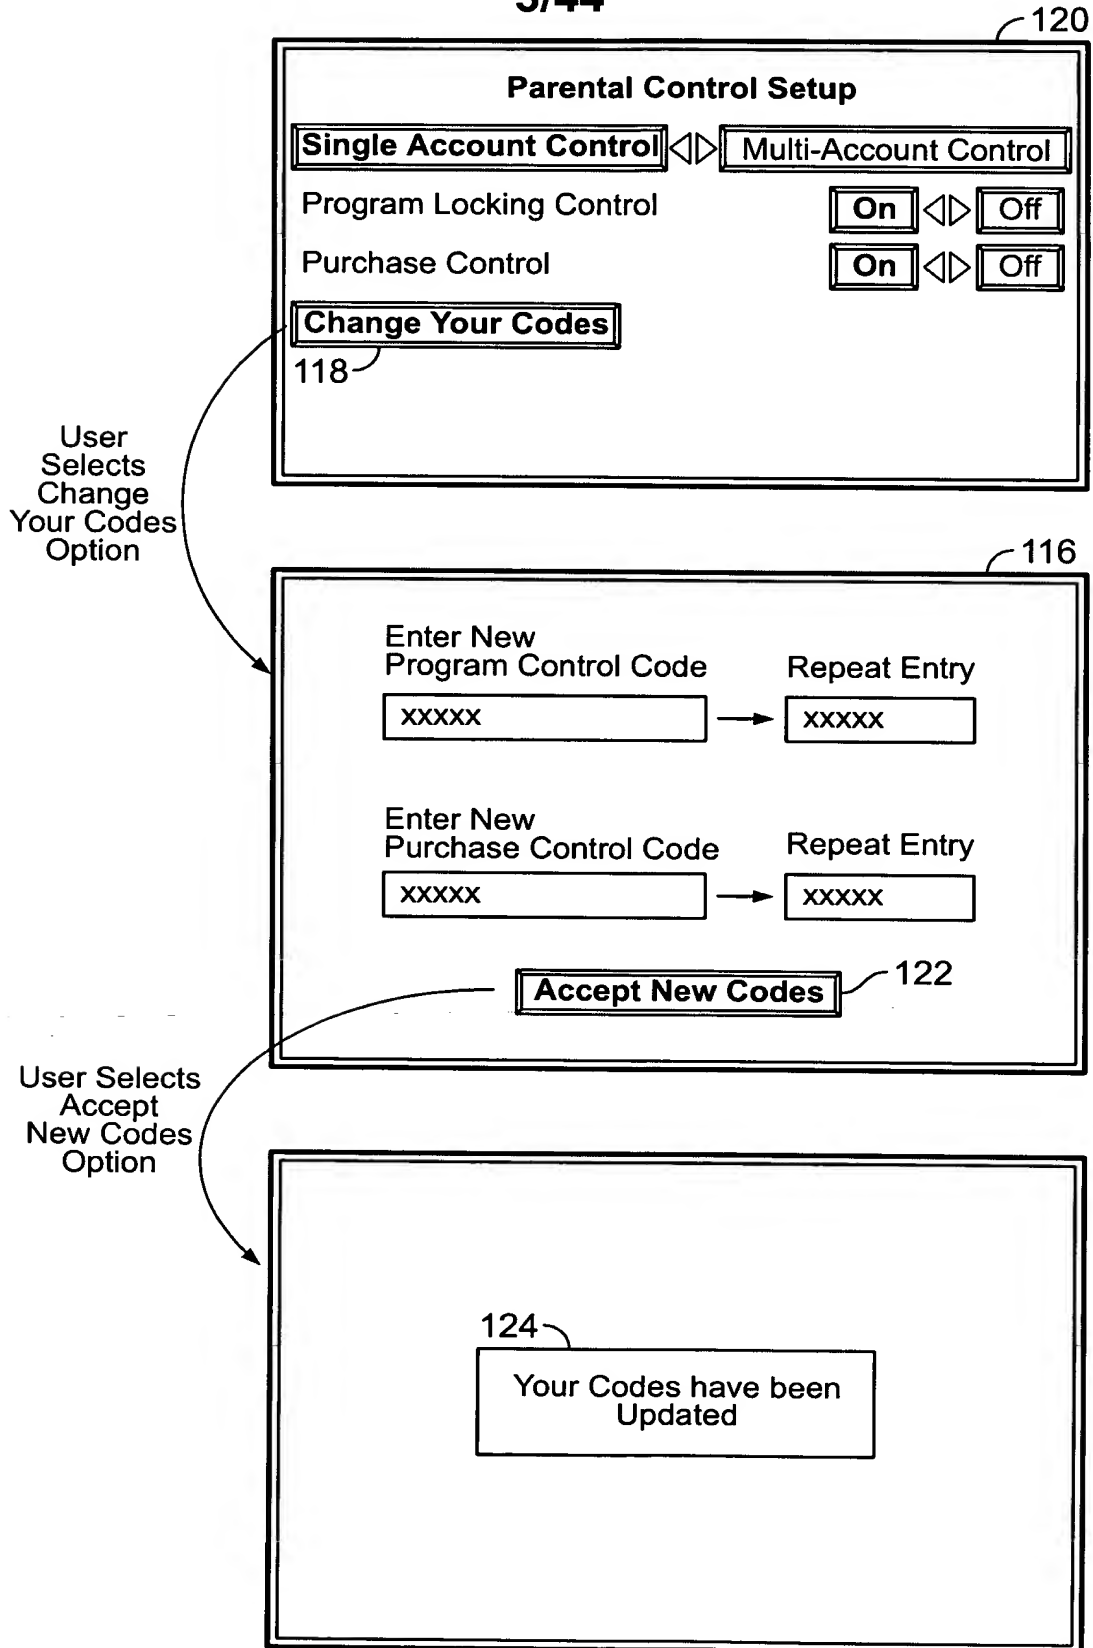 120
Parental Control Setup
Single Account Control Multi-Account Control
Program Locking Control On Off
Purchase Control On Off
Change Your Codes
118
User
Selects
Change
Your Codes
Option
116
Enter New
Program Control Code Repeat Entry
xxxxx xxxxx
Enter New
Purchase Control Code Repeat Entry
xxxxx xxxxx
Accept New Codes 122
User Selects
Accept
New Codes
Option
124
Your Codes have been
Updated